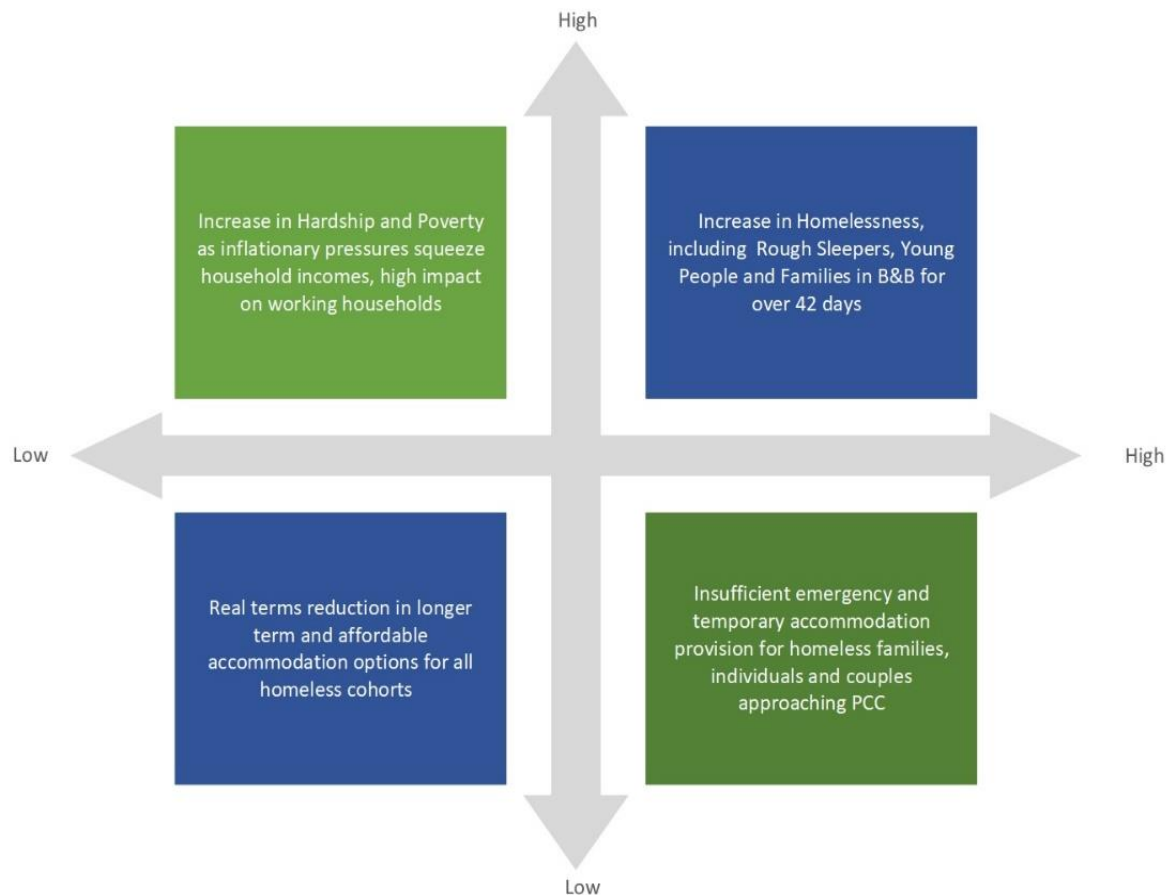 High
Increase in Hardship and Poverty
as inflationary pressures squeeze
household incomes, high impact
on working households
Increase in Homelessness,
including Rough Sleepers, Young
People and Families in B&B for
over 42 days
Low
High
Real terms reduction in longer
term and affordable
accommodation options for all
homeless cohorts
Insufficient emergency and
temporary accommodation
provision for homeless families,
individuals and couples
approaching PCC
Low